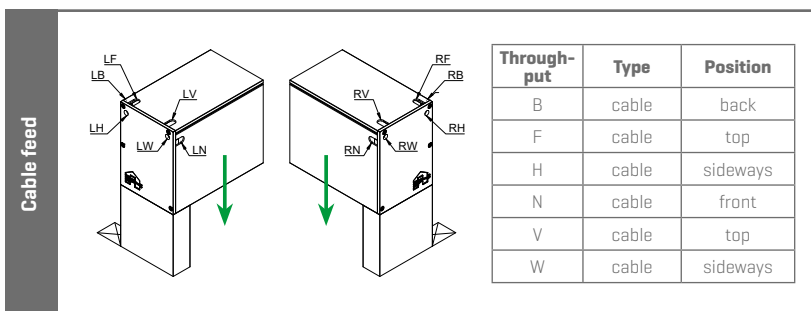 Cable feed
LF
LB
LV
LH
LW
LN
RF
RB
RV
RH
RN
RW
Through-
put Type Position
B cable back
F cable top
H cable sideways
N cable front
V cable top
W cable sideways